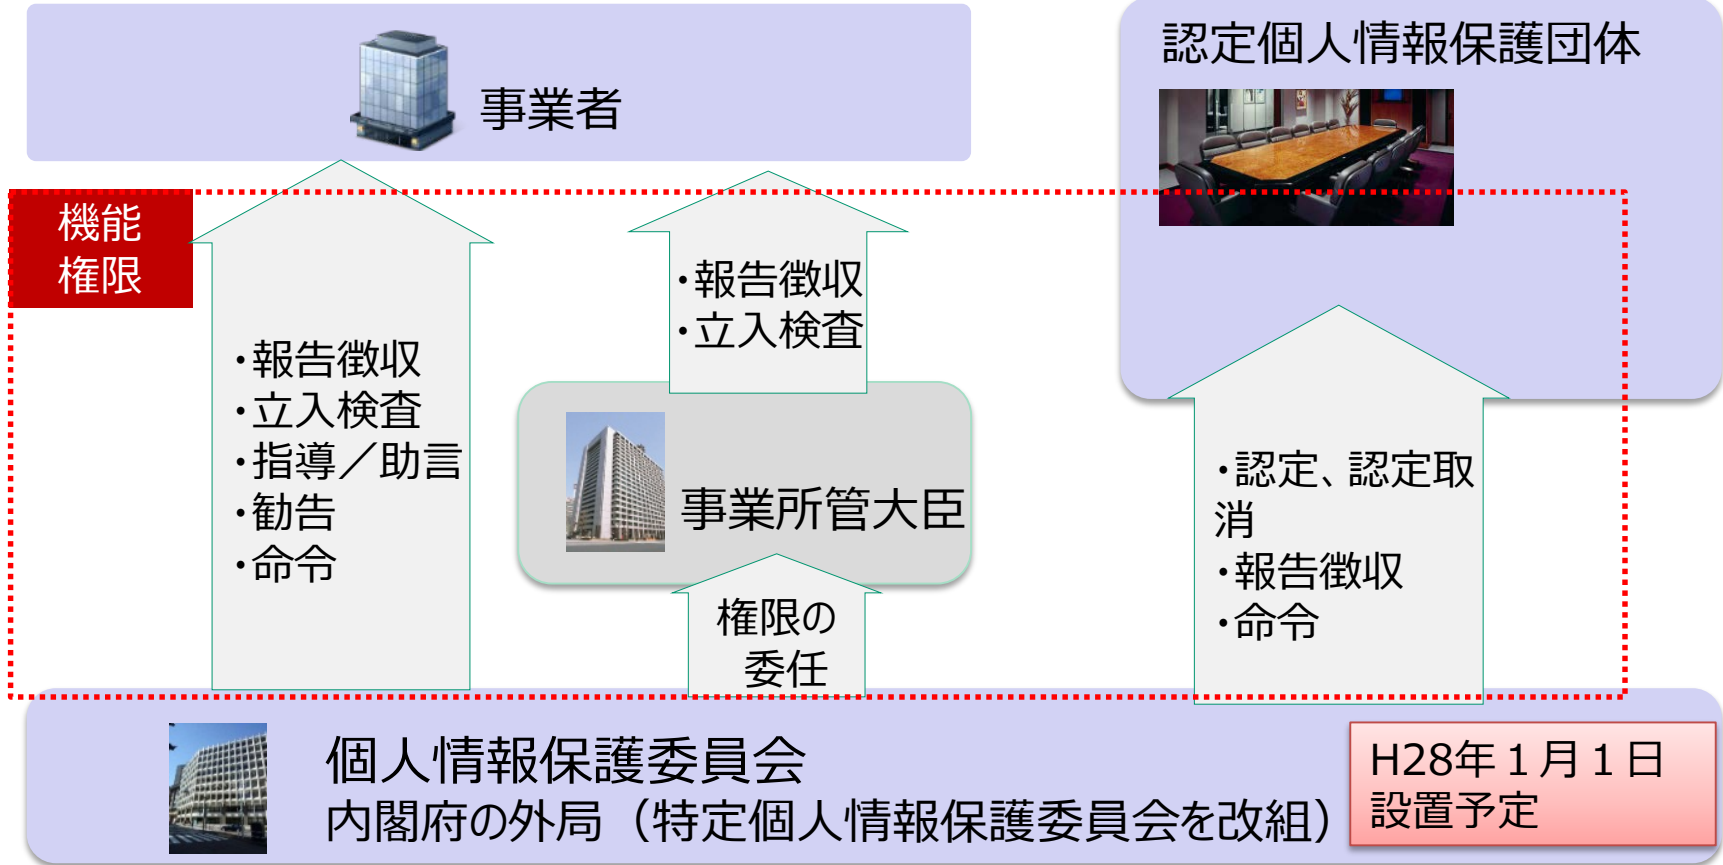 事業者
認定個人情報保護団体
機能
権限
・報告徴収
・立入検査
・指導／助言
・勧告
・命令
・報告徴収
・立入検査
事業所管大臣
権限の
委任
・認定、認定取
消
・報告徴収
・命令
個人情報保護委員会
内閣府の外局（特定個人情報保護委員会を改組）
H28年１月１日
設置予定